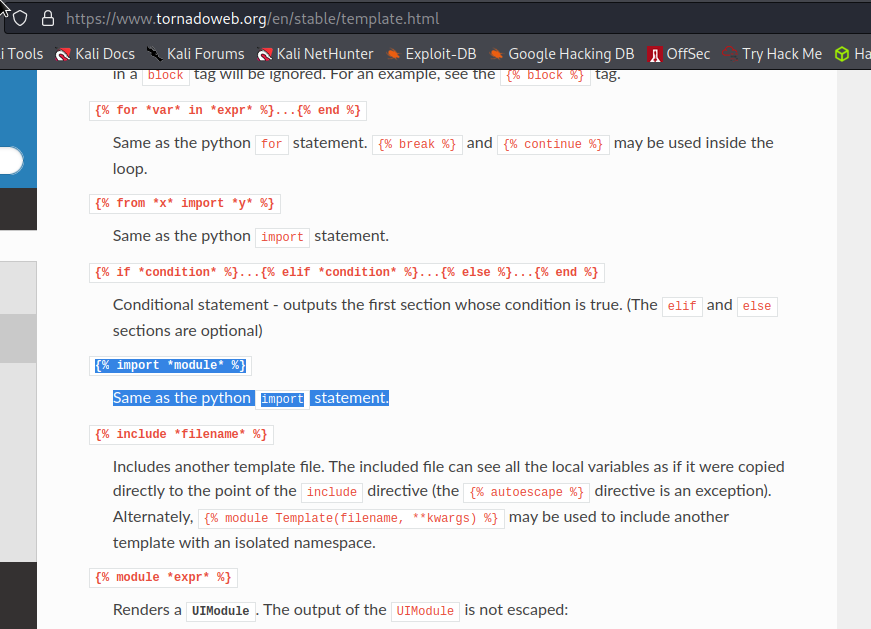 https://www.tornadoweb.org/en/stable/template.html
i Tools Kali Docs Kali Forums Kali NetHunter Exploit-DB Google Hacking DB OffSec Try Hack Me Ha
in a block tag will be ignored. For an example, see the {% block %} tag.
{% for *var* in *expr* %}...{% end %}
Same as the python for statement. {% break %} and {% continue %} may be used inside the
loop.
{% from *x* import *y* %}
Same as the python import statement.
{% if *condition* %}...{% elif *condition* %}...{% else %}...{% end %}
Conditional statement - outputs the first section whose condition is true. (The elif and else
sections are optional)
{% import *module* %}
Same as the python import statement.
{% include *filename* %}
Includes another template file. The included file can see all the local variables as if it were copied
directly to the point of the include directive (the {% autoescape %} directive is an exception).
Alternately, {% module Template(filename, **kwargs) %} may be used to include another
template with an isolated namespace.
{% module *expr* %}
Renders a UIModule. The output of the UIModule is not escaped: